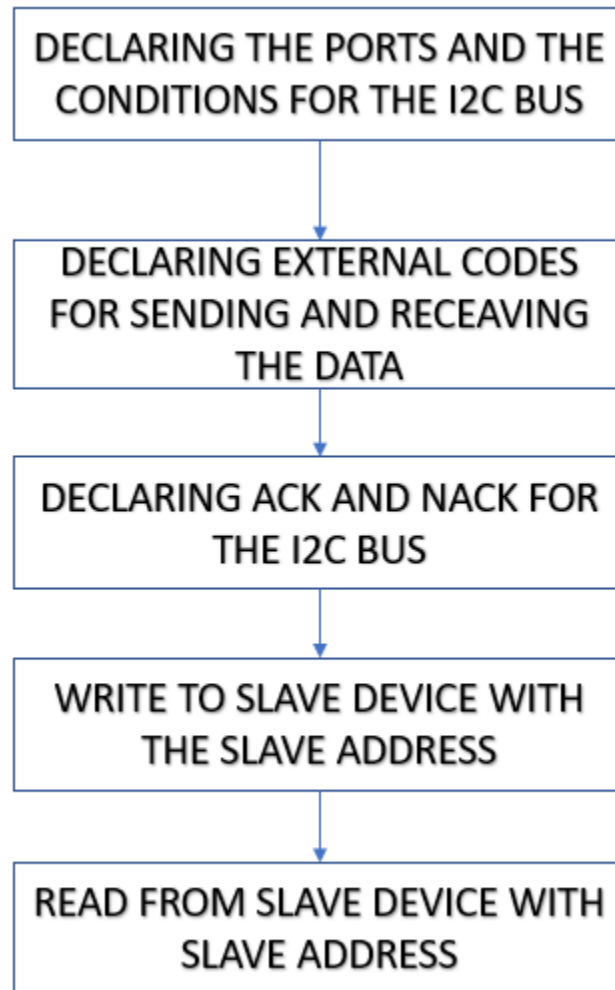 DECLARING THE PORTS AND THE
CONDITIONS FOR THE I2C BUS
DECLARING EXTERNAL CODES
FOR SENDING AND RECEAVING
THE DATA
DECLARING ACK AND NACK FOR
THE I2C BUS
WRITE TO SLAVE DEVICE WITH
THE SLAVE ADDRESS
READ FROM SLAVE DEVICE WITH
SLAVE ADDRESS